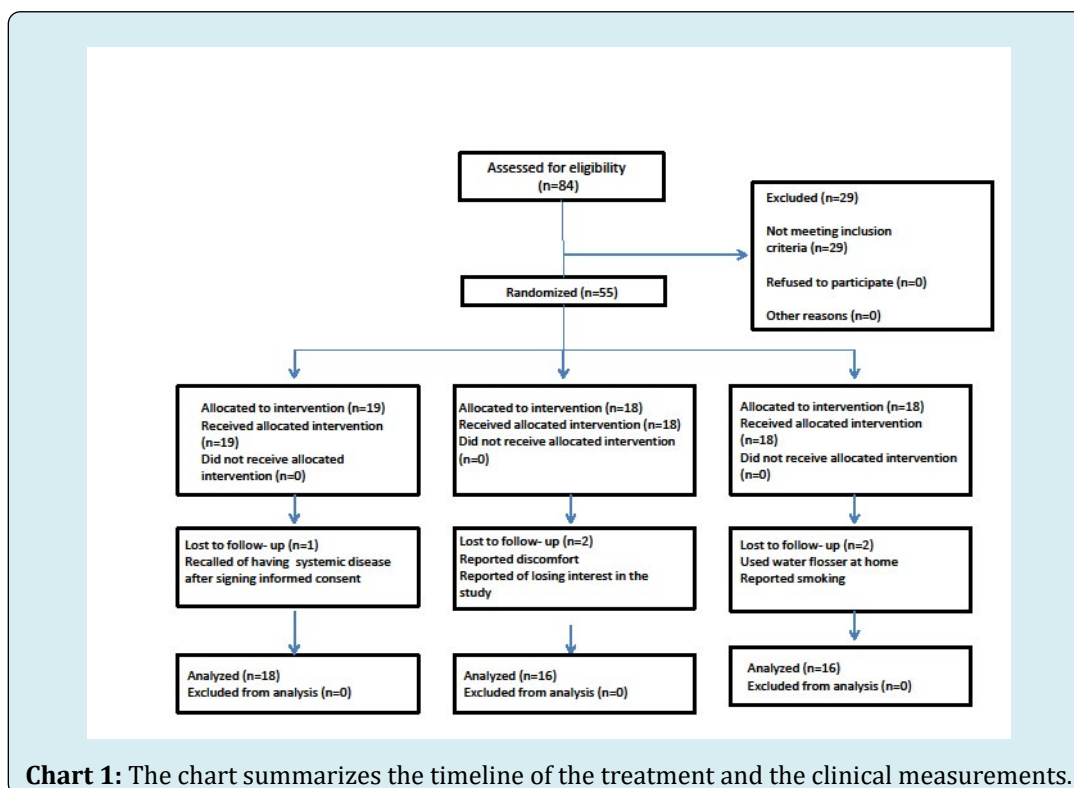 Assessed for eligibility
(n=84)
Excluded (n=29)
Not meeting inclusion
criteria (n=29)
Refused to participate (n=0)
Other reasons (n=0)
Randomized (n=55)
Allocated to intervention (n=19)
Received allocated intervention
(n=19)
Did not receive allocated
intervention (n=0)
Allocated to intervention (n=18)
Received allocated intervention (n=18)
Did not receive allocated intervention
(n=0)
Allocated to intervention (n=18)
Received allocated intervention
(n=18)
Did not receive allocated intervention
(n=0)
Lost to follow- up (n=1)
Recalled of having systemic disease
after signing informed consent
Lost to follow- up (n=2)
Reported discomfort
Reported of losing interest in the
study
Lost to follow- up (n=2)
Used water flosser at home
Reported smoking
Analyzed (n=18)
Excluded from analysis (n=0)
Analyzed (n=16)
Excluded from analysis (n=0)
Analyzed (n=16)
Excluded from analysis (n=0)
Chart 1: The chart summarizes the timeline of the treatment and the clinical measurements.